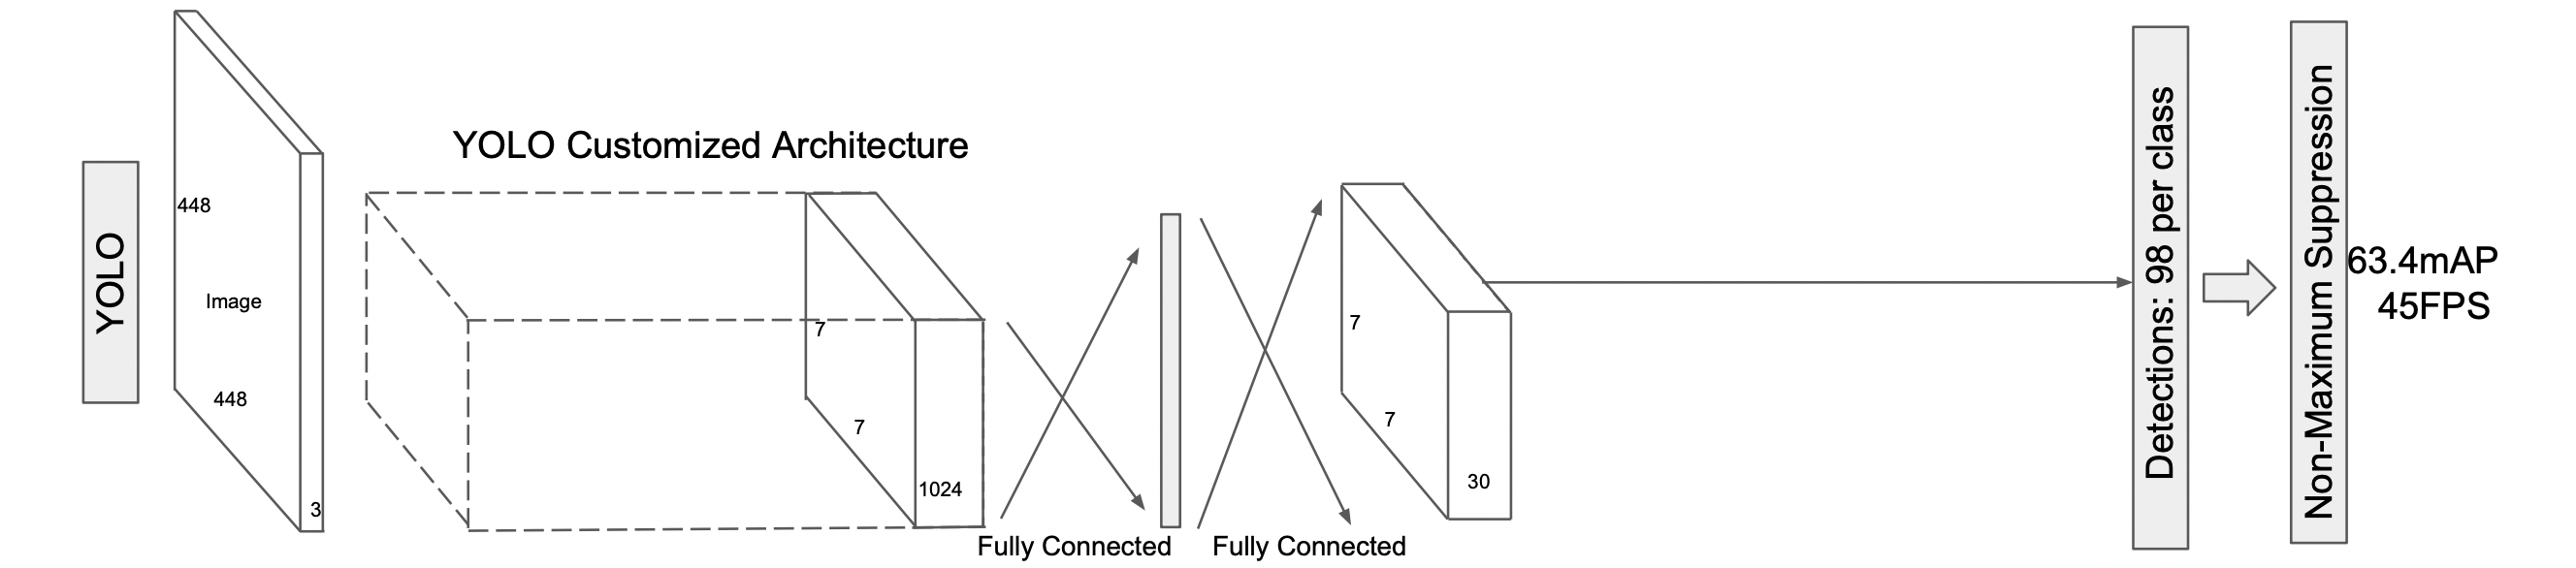 YOLO
448
Image
448
3
YOLO Customized Architecture
7
7
1024
Fully Connected
Fully Connected
7
7
30
Detections: 98 per class
Non-Maximum Suppression
63.4mAP
45FPS